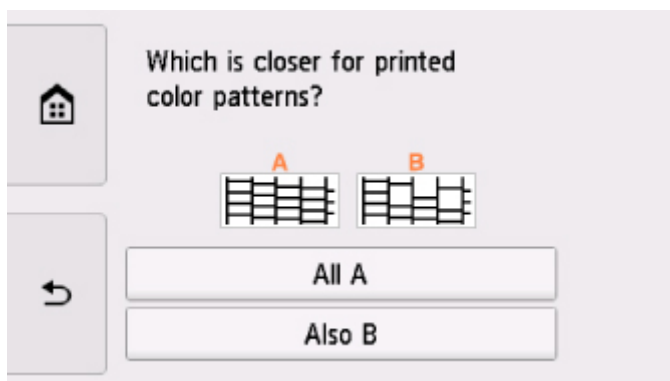 Which is closer for printed
color patterns?
A B
All A
Also B